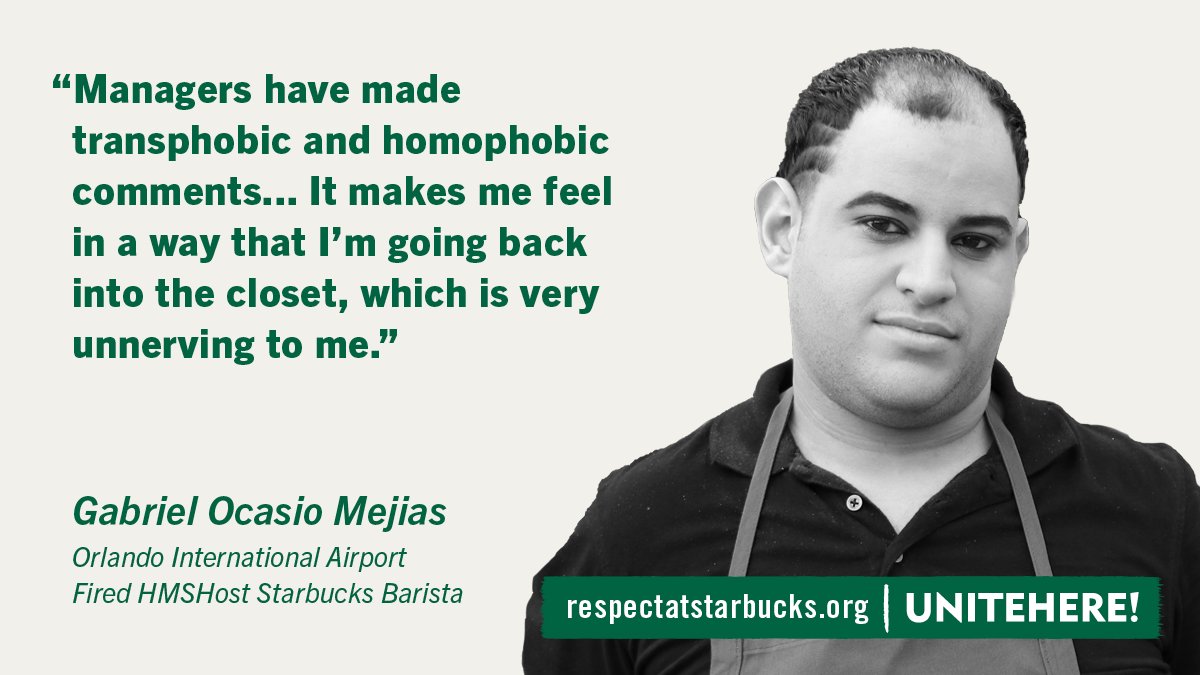 “Managers have made
transphobic and homophobic
comments... It makes me feel
in a way that I’m going back
into the closet, which is very
unnerving to me.”
Gabriel Ocasio Mejias
Orlando International Airport
Fired HMSHost Starbucks Barista
respectatstarbucks.org | UNITEHERE!